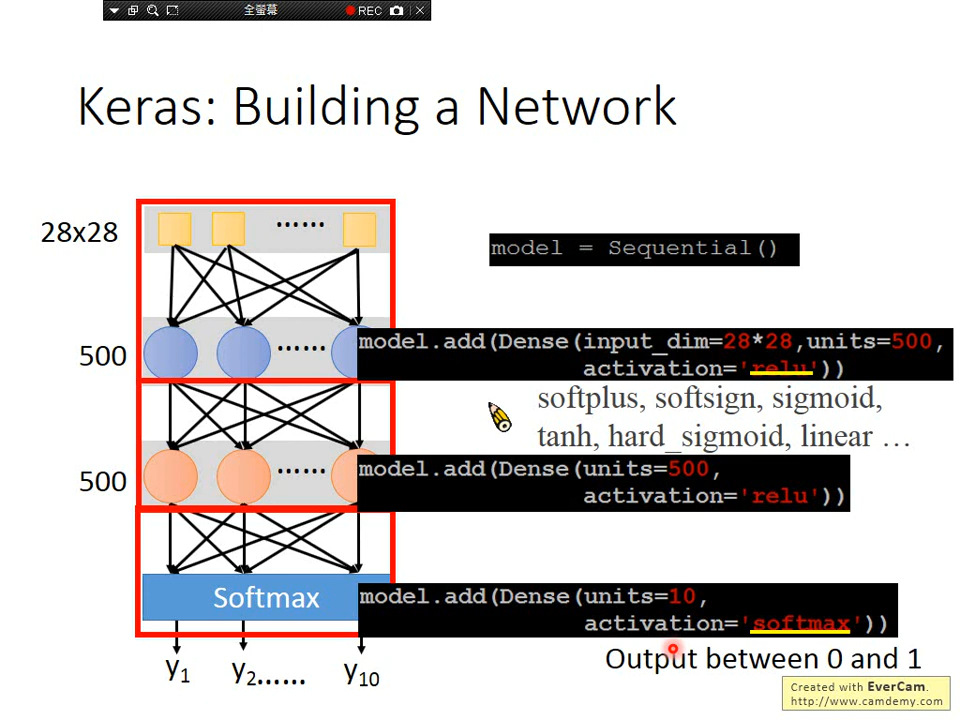 全螢幕 REC
Keras: Building a Network
28x28
......
model = Sequential()
500
......
model.add(Dense(input_dim=28*28,units=500,
activation='relu'))
softplus, softsign, sigmoid,
tanh, hard_sigmoid, linear …
500
......
model.add(Dense(units=500,
activation='relu'))
Softmax
model.add(Dense(units=10,
activation='softmax'))
y1 y2...... y10
Output between 0 and 1
Created with EverCam.
http://www.camdemy.com